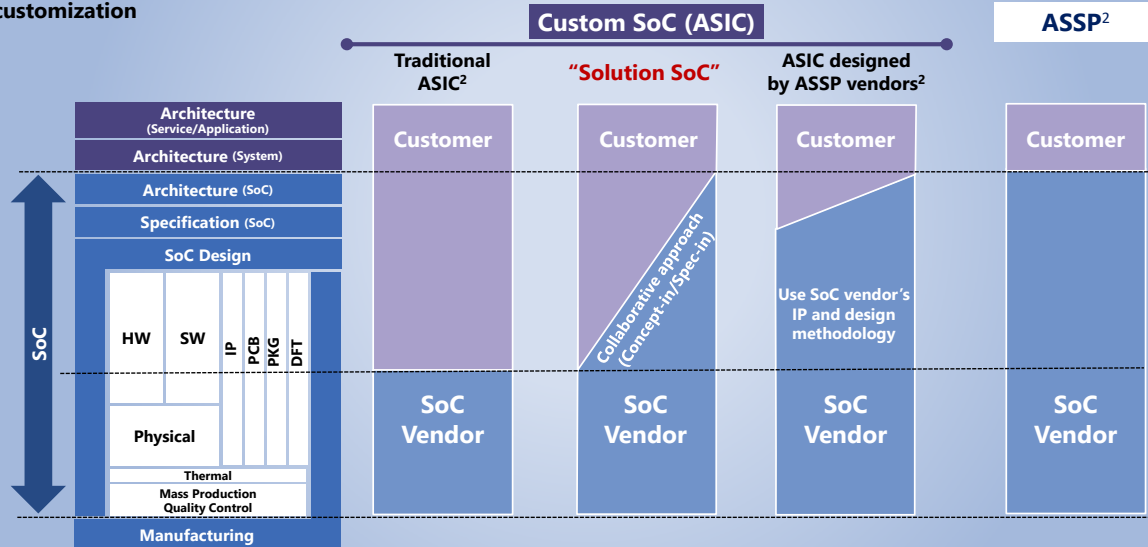 customization
Custom SoC (ASIC)
ASSP2
Traditional
ASIC2
“Solution SoC”
ASIC designed
by ASSP vendors2
Architecture
(Service/Application)
Architecture (System)
Architecture (SoC)
Specification (SoC)
SoC Design
HW
SW
IP
PCB
PKG
DFT
Physical
Thermal
Mass Production
Quality Control
Manufacturing
SoC
Customer
Customer
Customer
Customer
Collaborative approach
(Concept-in/Spec-in)
Use SoC vendor’s
IP and design
methodology
SoC
Vendor
SoC
Vendor
SoC
Vendor
SoC
Vendor